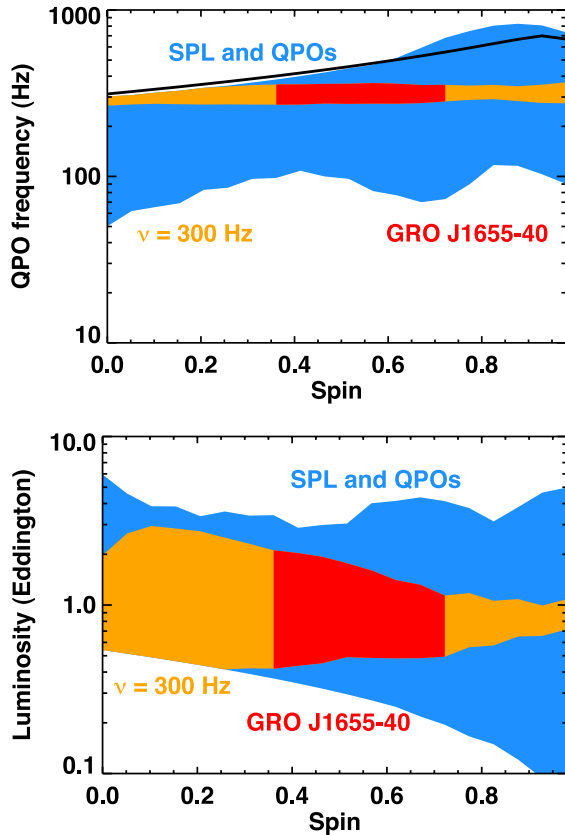 1000
SPL and QPOs
QPO frequency (Hz)
100
ν = 300 Hz
GRO J1655-40
10
0.0 0.2 0.4 0.6 0.8
Spin
10.0
SPL and QPOs
Luminosity (Eddington)
1.0
ν = 300 Hz
GRO J1655-40
0.1
0.0 0.2 0.4 0.6 0.8
Spin